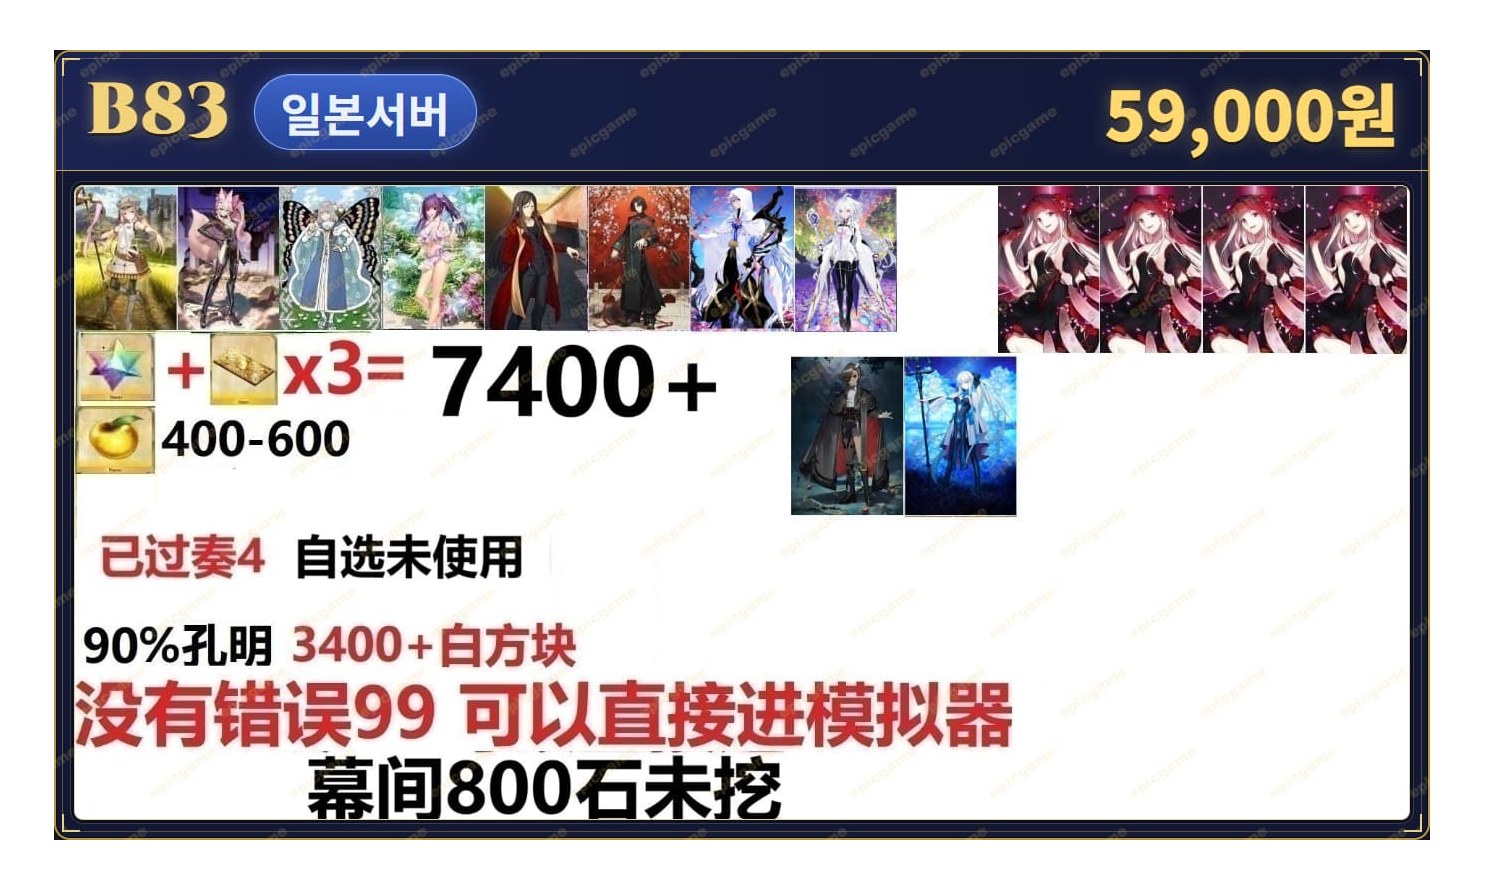 B83 일본서버 59,000원
+ x3= 7400+
400-600
已过奏4 自选未使用
90%孔明 3400+白方块
没有错误99 可以直接进模拟器
幕间800石未挖
epicgame